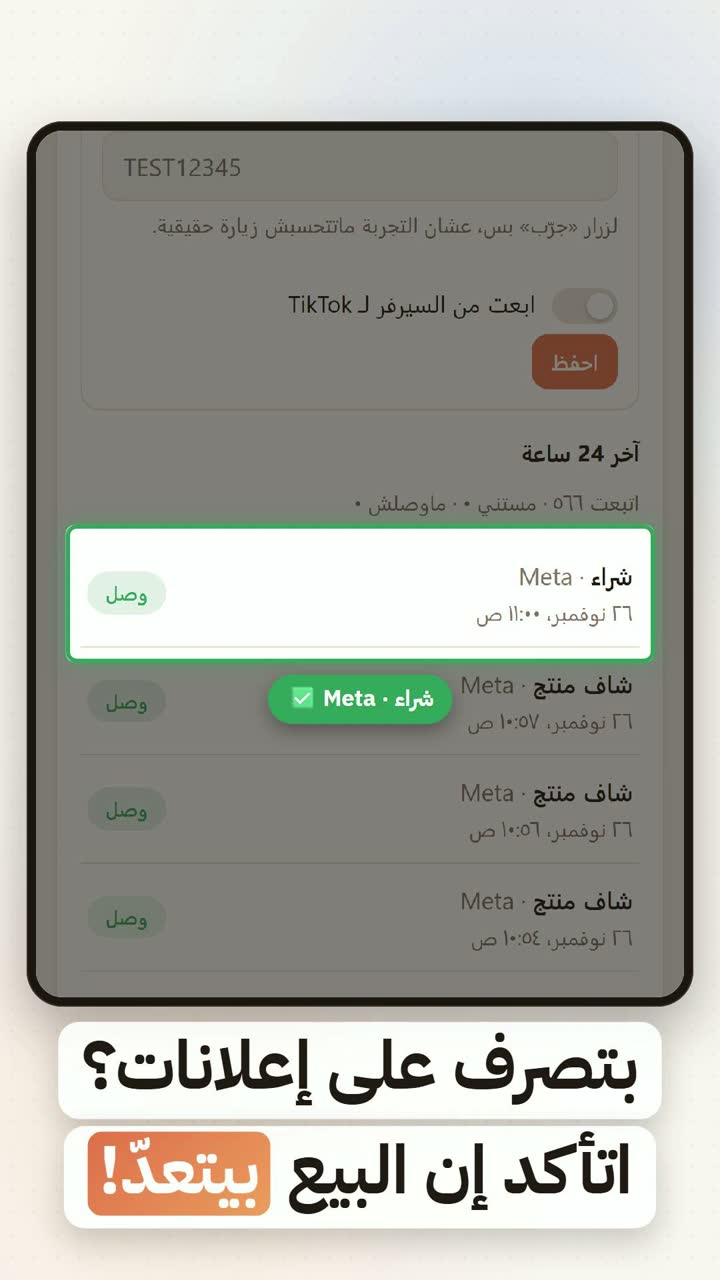 TEST12345
لزرار «جرّب» بس، عشان التجربة ماتتحسبش زيارة حقيقية.
ابعت من السيرفر لـ TikTok
احفظ
آخر 24 ساعة
اتبعت ٥٦٦ · مستني ٠ · ماوصلش ٠
شراء · Meta
٢٦ نوفمبر، ١١:٠٠ ص
وصل
شراء · Meta ✅
شاف منتج · Meta
٢٦ نوفمبر، ١٠:٥٧ ص
وصل
شاف منتج · Meta
٢٦ نوفمبر، ١٠:٥٦ ص
وصل
شاف منتج · Meta
٢٦ نوفمبر، ١٠:٥٤ ص
وصل
بتصرف على إعلانات؟
اتأكد إن البيع بيتعدّ!